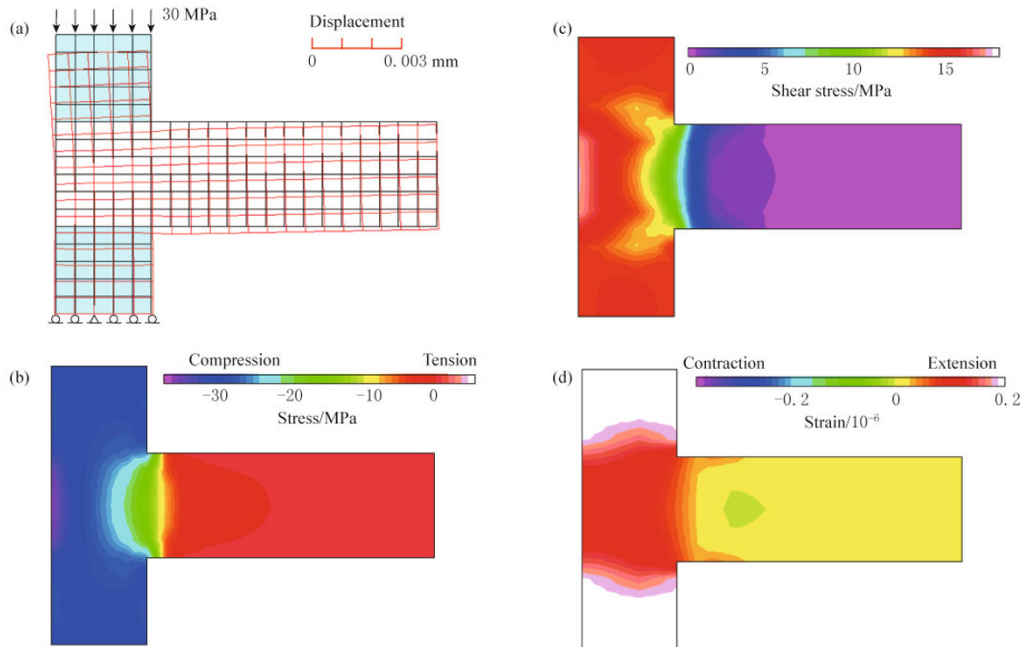 (a)
30 MPa
Displacement
0 0.003 mm
(c)
0 5 10 15
Shear stress/MPa
(b)
Compression Tension
-30 -20 -10 0
Stress/MPa
(d)
Contraction Extension
-0.2 0 0.2
Strain/10⁻⁶